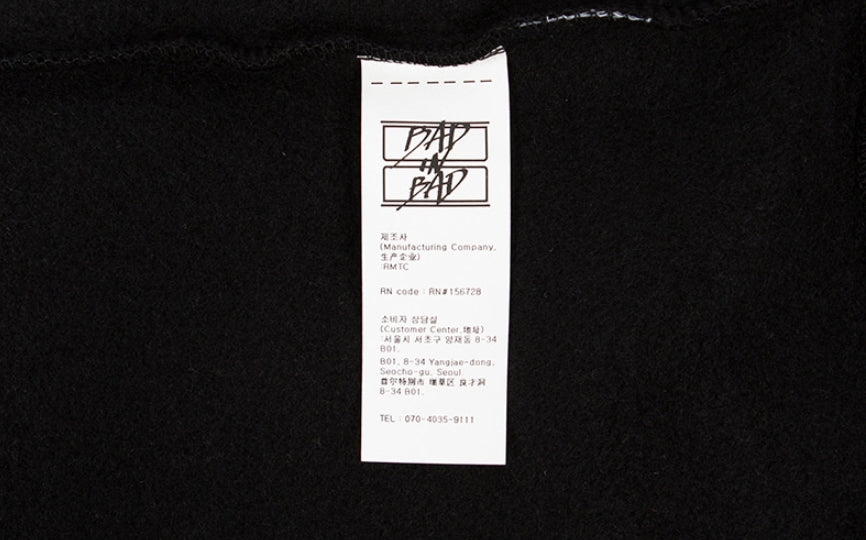 BAD
IN
BAD
제조사
(Manufacturing Company,
生产企业)
:RMTC
RN code : RN#156728
소비자 상담실
(Customer Center,地址)
:서울시 서초구 양재동 8-34
B01.
B01, 8-34 Yangjae-dong,
Seocho-gu, Seoul
首尔特別市 瑞草区 良才洞
8-34 B01.
TEL : 070-4035-9111